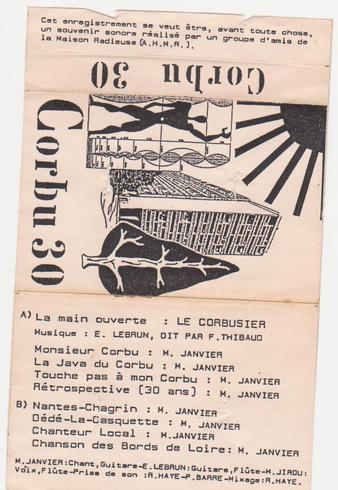 Cet enregistrement se veut être, avant toute chose,
un souvenir sonore réalisé par un groupe d'amis de
la Maison Radieuse (A.H.M.R.).
Corbu 30
Corbu 30
A) La main ouverte : LE CORBUSIER
Musique : E. LEBRUN, DIT PAR F.THIBAUD
Monsieur Corbu : M. JANVIER
La Java du Corbu : M. JANVIER
Touche pas à mon Corbu : M. JANVIER
Rétrospective (30 ans) : M. JANVIER
B) Nantes-Chagrin : M. JANVIER
Dédé-La-Casquette : M. JANVIER
Chanteur Local : M. JANVIER
Chanson des Bords de Loire: M. JANVIER
M.JANVIER:Chant,Guitare-E.LEBRUN:Guitare,Flûte-M.JIROU:
Voix,Flûte-Prise de son :R.HAYE-P.BARRE-Mixage:R.HAYE.